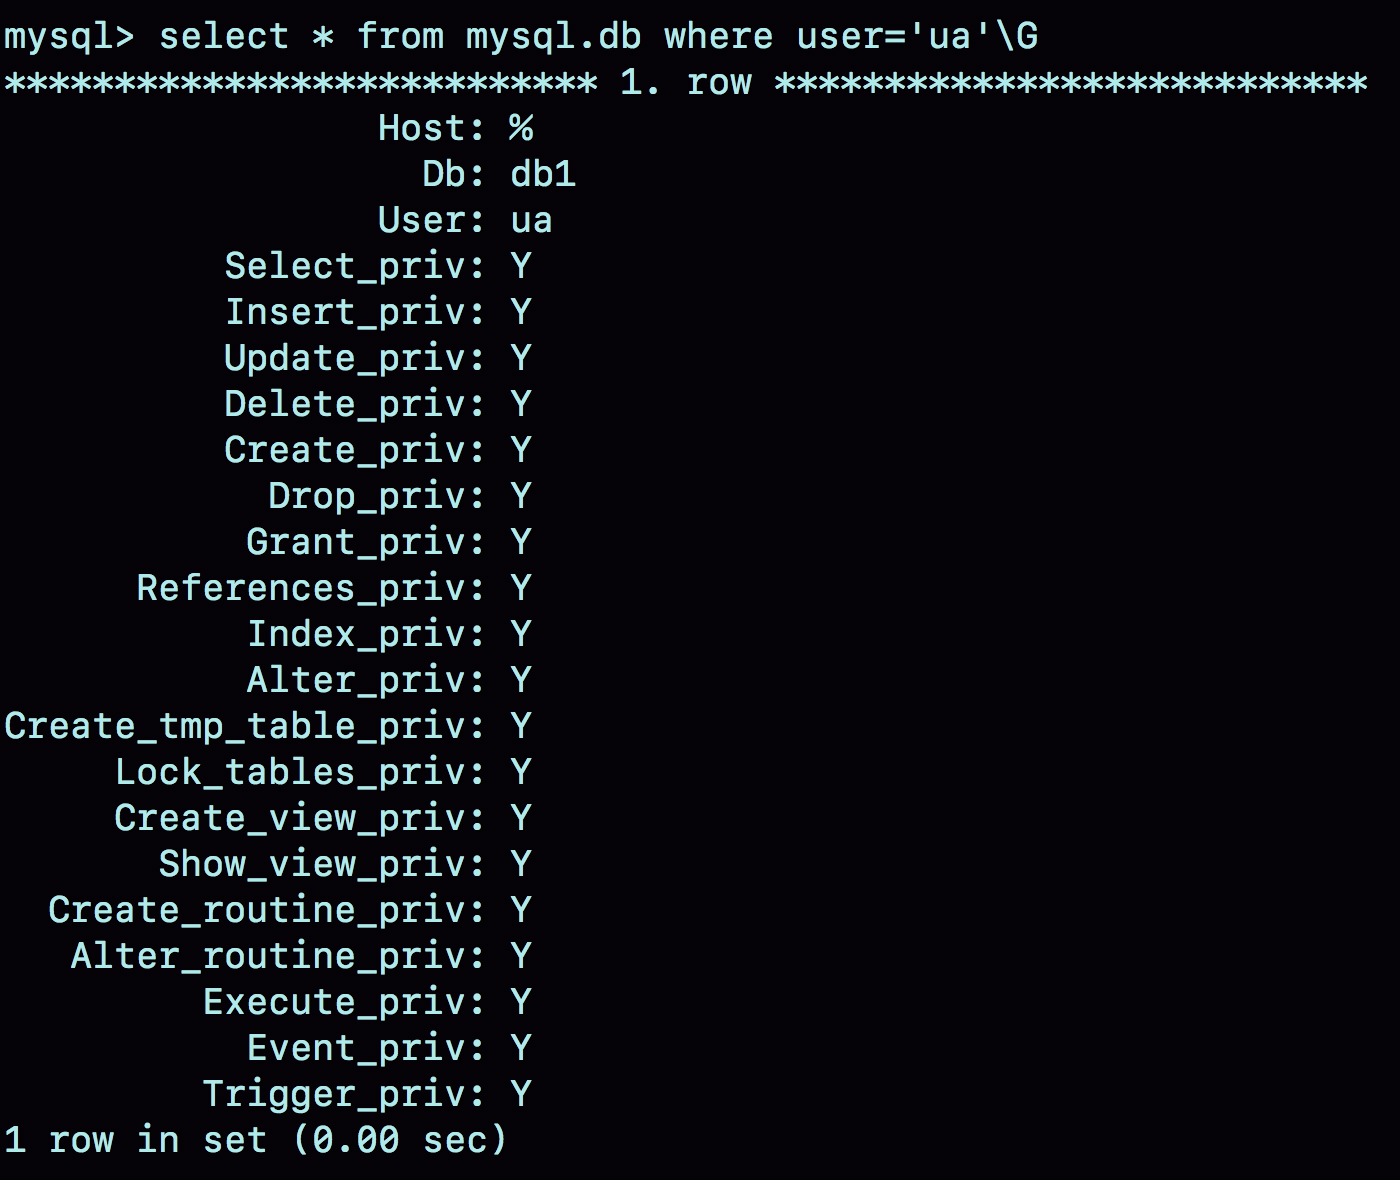 mysql> select * from mysql.db where user='ua'\G
*************************** 1. row ***************************
Host: %
Db: db1
User: ua
Select_priv: Y
Insert_priv: Y
Update_priv: Y
Delete_priv: Y
Create_priv: Y
Drop_priv: Y
Grant_priv: Y
References_priv: Y
Index_priv: Y
Alter_priv: Y
Create_tmp_table_priv: Y
Lock_tables_priv: Y
Create_view_priv: Y
Show_view_priv: Y
Create_routine_priv: Y
Alter_routine_priv: Y
Execute_priv: Y
Event_priv: Y
Trigger_priv: Y
1 row in set (0.00 sec)